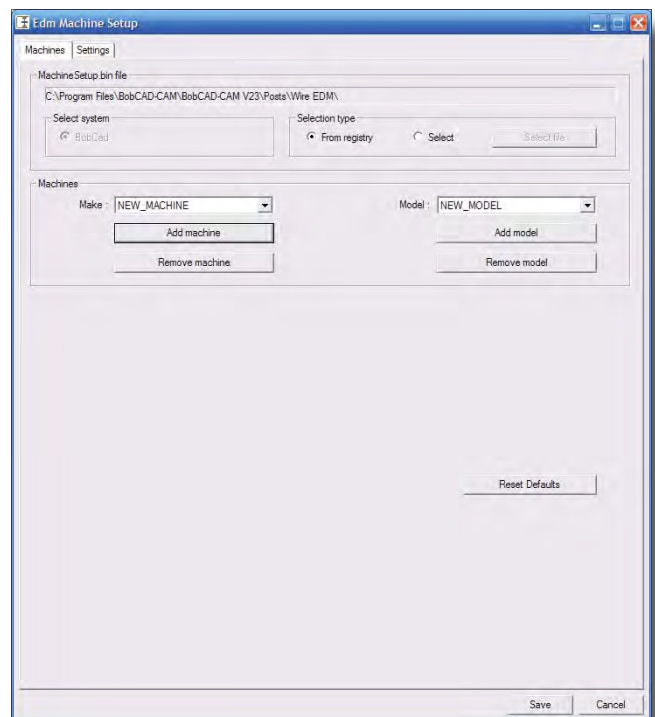 Edm Machine Setup
Machines Settings
MachineSetup.bin file
C:\Program Files\BobCAD-CAM\BobCAD-CAM V23\Posts\Wire EDM\
Select system
BobCad
Selection type
From registry Select Select file
Machines
Make : NEW_MACHINE Model : NEW_MODEL
Add machine Add model
Remove machine Remove model
Reset Defaults
Save Cancel